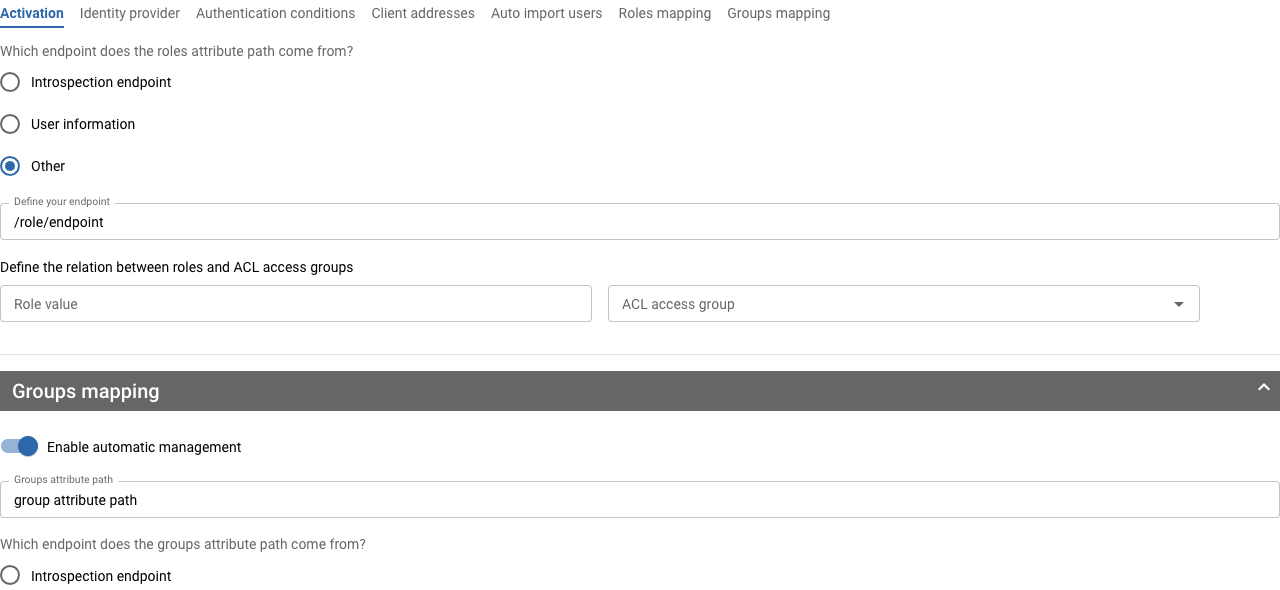 Activation Identity provider Authentication conditions Client addresses Auto import users Roles mapping Groups mapping
Which endpoint does the roles attribute path come from?
Introspection endpoint
User information
Other
Define your endpoint
/role/endpoint
Define the relation between roles and ACL access groups
Role value ACL access group
Groups mapping
Enable automatic management
Groups attribute path
group attribute path
Which endpoint does the groups attribute path come from?
Introspection endpoint